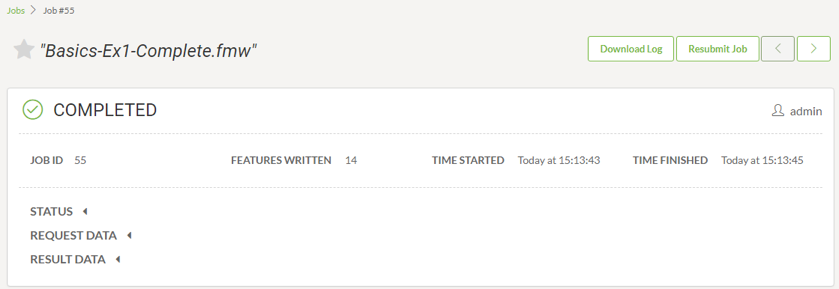 Jobs > Job #55
"Basics-Ex1-Complete.fmw" Download Log Resubmit Job < >
COMPLETED admin
JOB ID 55 FEATURES WRITTEN 14 TIME STARTED Today at 15:13:43 TIME FINISHED Today at 15:13:45
STATUS
REQUEST DATA
RESULT DATA